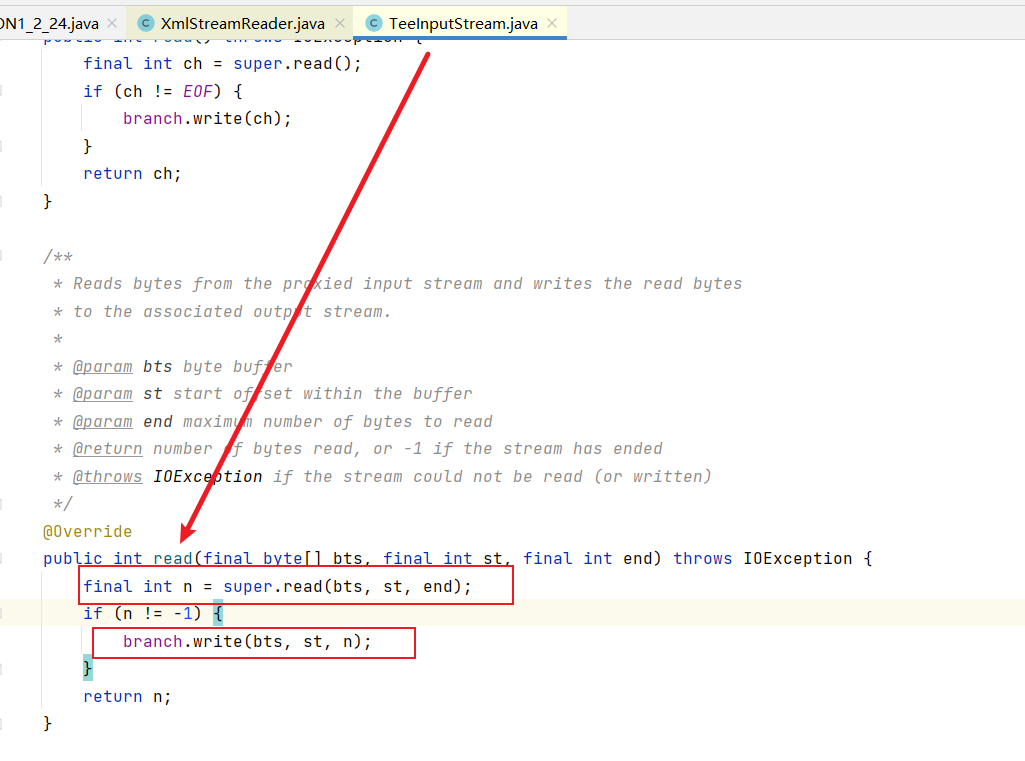 ON1_2_24.java × XmlStreamReader.java × TeeInputStream.java ×
public int read() throws IOException {
final int ch = super.read();
if (ch != EOF) {
branch.write(ch);
}
return ch;
}
/**
* Reads bytes from the proxied input stream and writes the read bytes
* to the associated output stream.
*
* @param bts byte buffer
* @param st start offset within the buffer
* @param end maximum number of bytes to read
* @return number of bytes read, or -1 if the stream has ended
* @throws IOException if the stream could not be read (or written)
*/
@Override
public int read(final byte[] bts, final int st, final int end) throws IOException {
final int n = super.read(bts, st, end);
if (n != -1) {
branch.write(bts, st, n);
}
return n;
}